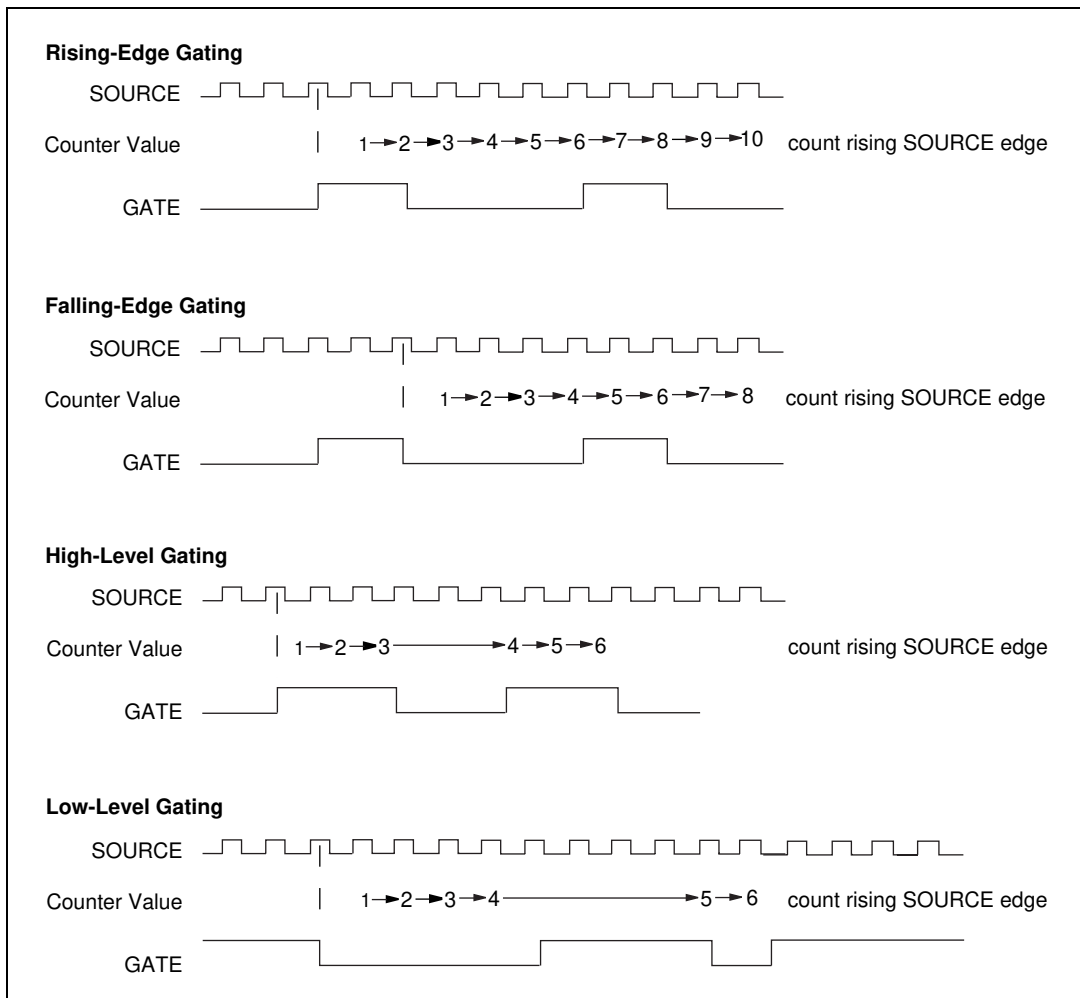 Rising-Edge Gating
SOURCE
Counter Value 1 2 3 4 5 6 7 8 9 10 count rising SOURCE edge
GATE
Falling-Edge Gating
SOURCE
Counter Value 1 2 3 4 5 6 7 8 count rising SOURCE edge
GATE
High-Level Gating
SOURCE
Counter Value 1 2 3 4 5 6 count rising SOURCE edge
GATE
Low-Level Gating
SOURCE
Counter Value 1 2 3 4 5 6 count rising SOURCE edge
GATE